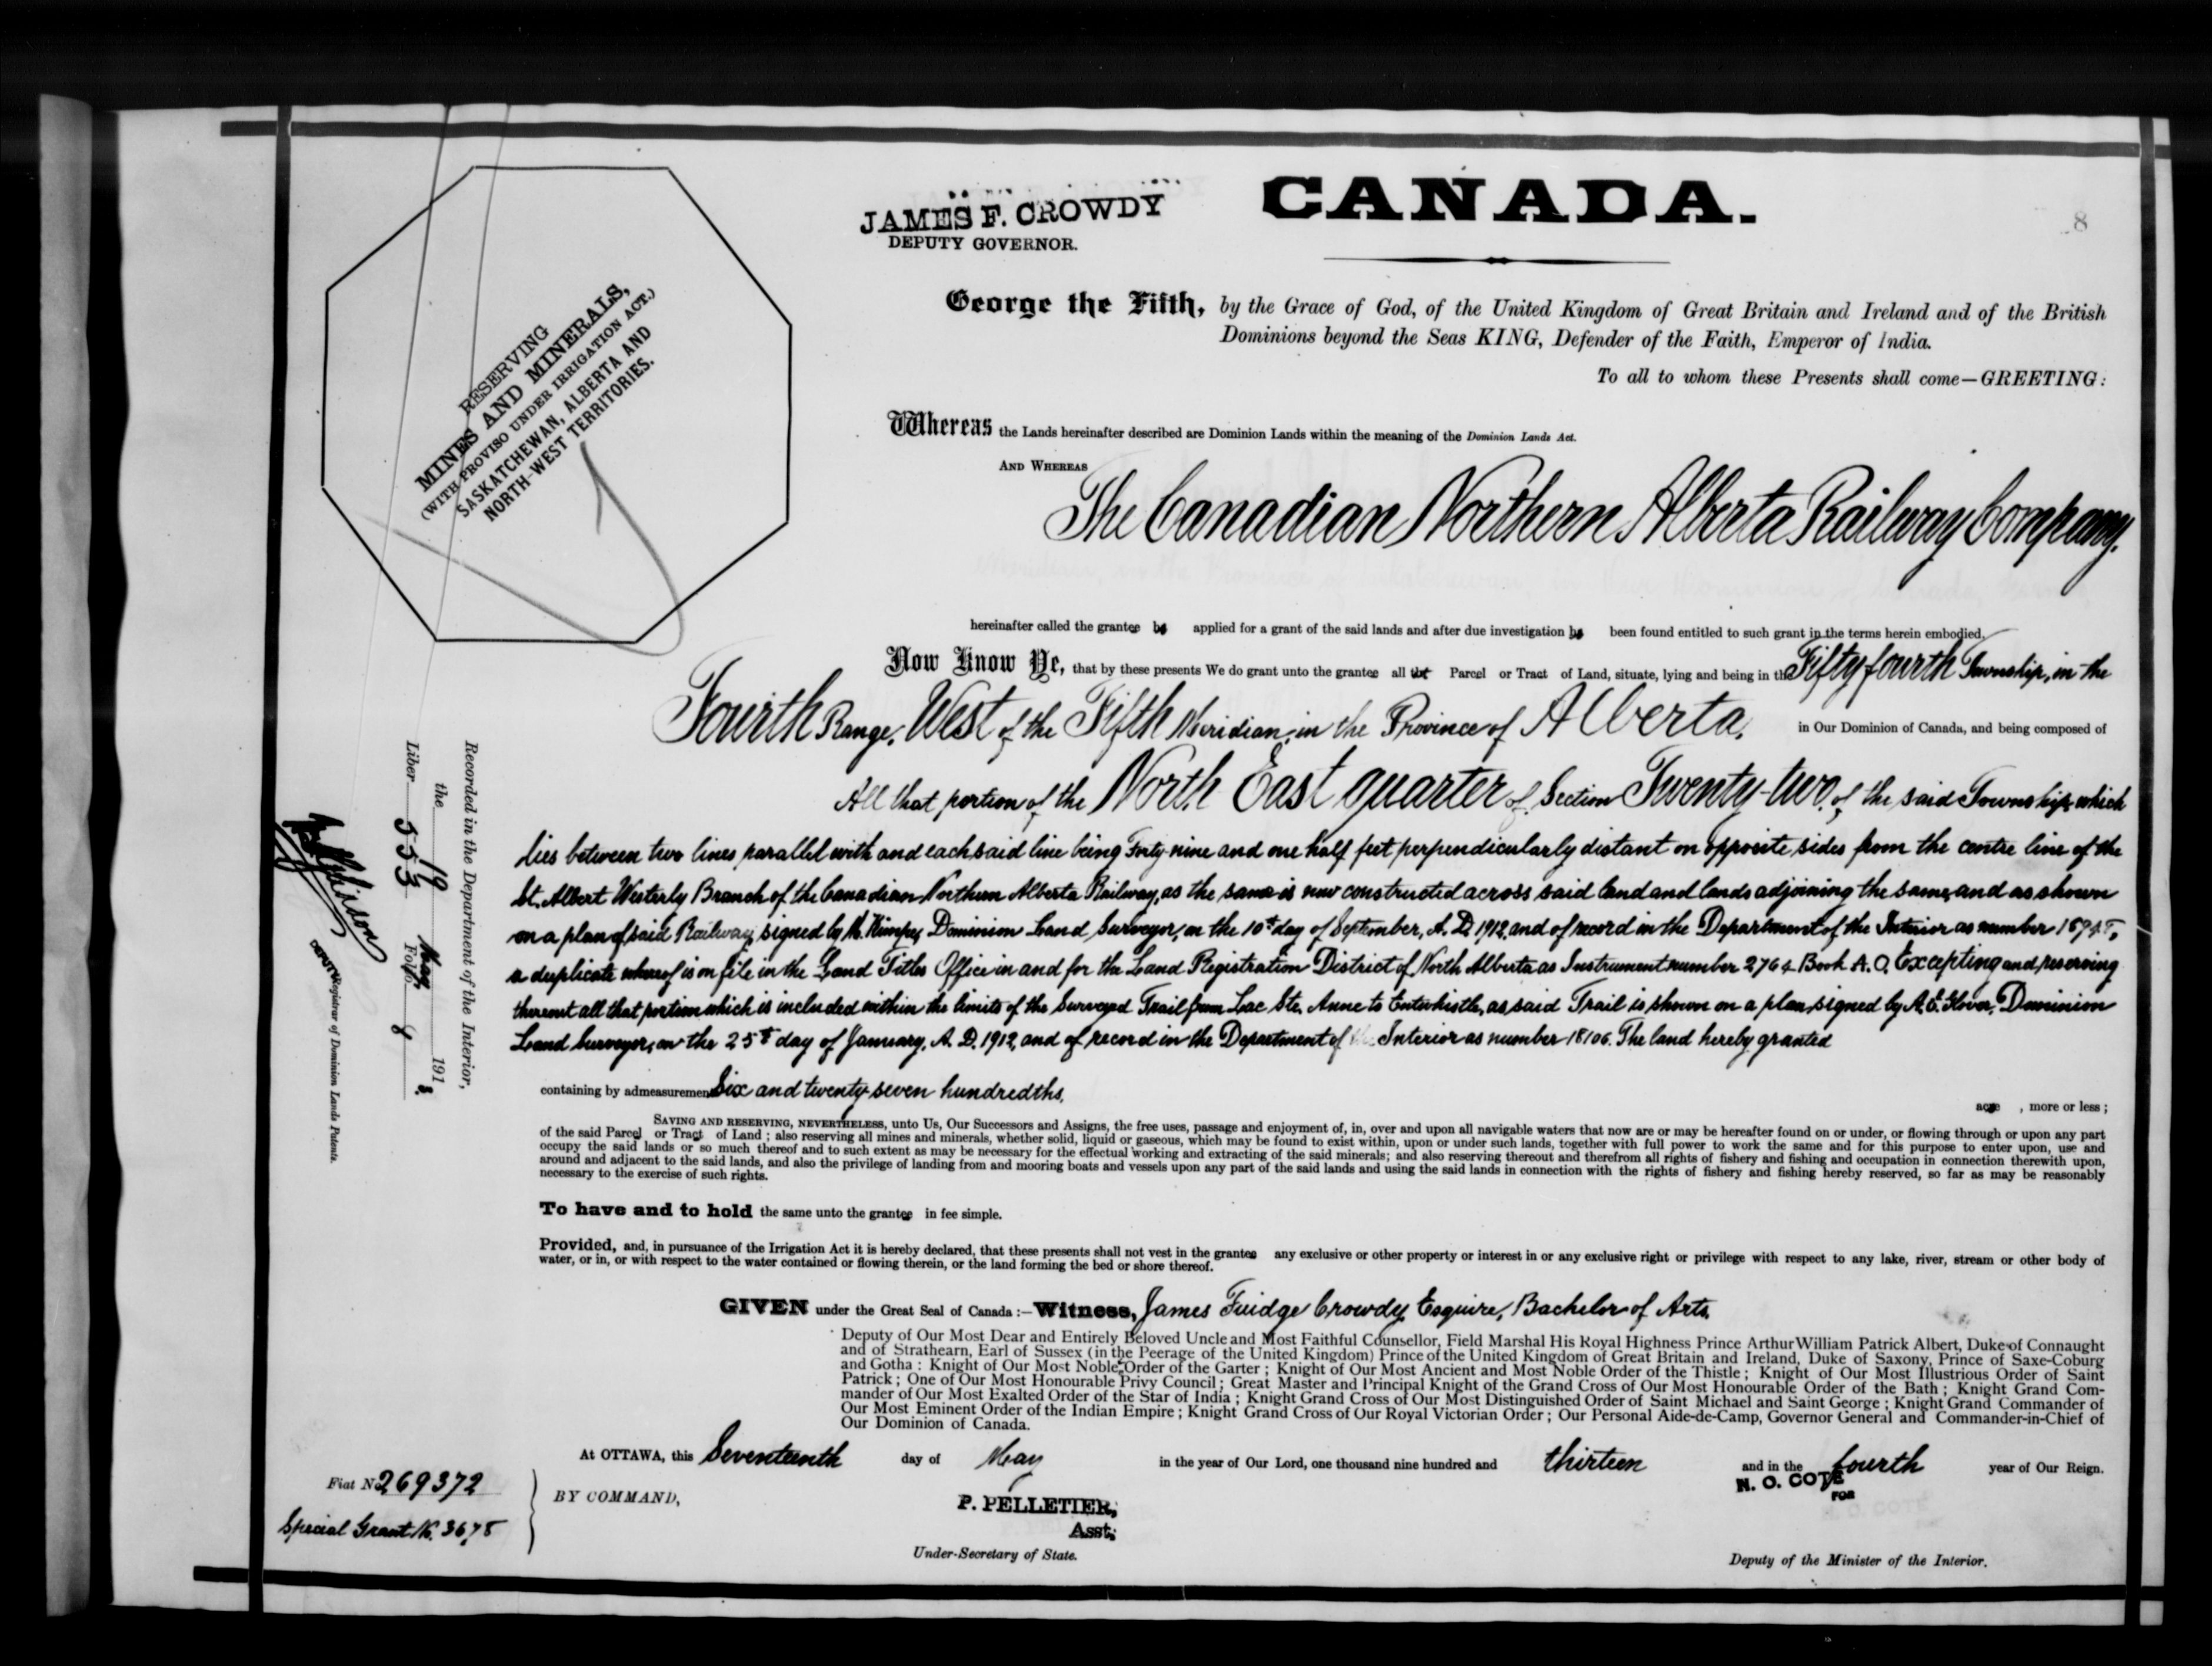 JAMES F. CROWDY
DEPUTY GOVERNOR.
CANADA.
8
RESERVING
MINES AND MINERALS,
(WITH PROVISO UNDER IRRIGATION ACT.)
SASKATCHEWAN, ALBERTA AND
NORTH-WEST TERRITORIES.
George the Fifth, by the Grace of God, of the United Kingdom of Great Britain and Ireland and of the British
Dominions beyond the Seas KING, Defender of the Faith, Emperor of India.
To all to whom these Presents shall come—GREETING:
Whereas the Lands hereinafter described are Dominion Lands within the meaning of the Dominion Lands Act.
AND WHEREAS
The Canadian Northern Alberta Railway Company,
hereinafter called the grantee has applied for a grant of the said lands and after due investigation has been found entitled to such grant in the terms herein embodied.
Now Know Ye, that by these presents We do grant unto the grantee all that Parcel or Tract of Land, situate, lying and being in the Fifty fourth Township, in the
Fourth Range, West of the Fifth Meridian, in the Province of Alberta, in Our Dominion of Canada, and being composed of
All that portion of the North East quarter of Section Twenty-two, of the said Township, which
lies between two lines parallel with and each said line being Forty-nine and one half feet perpendicularly distant on opposite sides from the centre line of the
St. Albert Westerly Branch of the Canadian Northern Alberta Railway, as the same is now constructed across said land and lands adjoining the same, and as shown
on a plan of said Railway, signed by M. Kimpe, Dominion Land Surveyor, on the 10th day of September, A. D. 1912, and of record in the Department of the Interior as number
a duplicate whereof is on file in the Land Titles Office in and for the Land Registration District of North Alberta as Instrument number 2764 Book A. O. Excepting and reserving
thereout all that portion which is included within the limits of the Surveyed Trail from Lac Ste. Anne to Entwhistle, as said Trail is shown on a plan, signed by A. E. Glover, Dominion
Land Surveyor, on the 25th day of January, A. D. 1912, and of record in the Department of the Interior as number 18106. The land hereby granted
containing by admeasurement Six and twenty-seven hundredths,
acre , more or less;
SAVING AND RESERVING, NEVERTHELESS, unto Us, Our Successors and Assigns, the free uses, passage and enjoyment of, in, over and upon all navigable waters that now are or may be hereafter found on or under, or flowing through or upon any part
of the said Parcel or Tract of Land; also reserving all mines and minerals, whether solid, liquid or gaseous, which may be found to exist within, upon or under such lands, together with full power to work the same and for this purpose to enter upon, use and
occupy the said lands or so much thereof and to such extent as may be necessary for the effectual working and extracting of the said minerals; and also reserving thereout and therefrom all rights of fishery and fishing and occupation in connection therewith upon,
around and adjacent to the said lands, and also the privilege of landing from and mooring boats and vessels upon any part of the said lands and using the said lands in connection with the rights of fishery and fishing hereby reserved, so far as may be reasonably
necessary to the exercise of such rights.
To have and to hold the same unto the grantee in fee simple.
Provided, and, in pursuance of the Irrigation Act it is hereby declared, that these presents shall not vest in the grantee any exclusive or other property or interest in or any exclusive right or privilege with respect to any lake, river, stream or other body of
water, or in, or with respect to the water contained or flowing therein, or the land forming the bed or shore thereof.
GIVEN under the Great Seal of Canada:—Witness, James Fuidge Crowdy, Esquire, Bachelor of Arts,
Deputy of Our Most Dear and Entirely Beloved Uncle and Most Faithful Counsellor, Field Marshal His Royal Highness Prince Arthur William Patrick Albert, Duke of Connaught
and of Strathearn, Earl of Sussex (in the Peerage of the United Kingdom) Prince of the United Kingdom of Great Britain and Ireland, Duke of Saxony, Prince of Saxe-Coburg
and Gotha: Knight of Our Most Noble Order of the Garter; Knight of Our Most Ancient and Most Noble Order of the Thistle; Knight of Our Most Illustrious Order of Saint
Patrick; One of Our Most Honourable Privy Council; Great Master and Principal Knight of the Grand Cross of Our Most Honourable Order of the Bath; Knight Grand Com-
mander of Our Most Exalted Order of the Star of India; Knight Grand Cross of Our Most Distinguished Order of Saint Michael and Saint George; Knight Grand Commander of
Our Most Eminent Order of the Indian Empire; Knight Grand Cross of Our Royal Victorian Order; Our Personal Aide-de-Camp, Governor General and Commander-in-Chief of
Our Dominion of Canada.
At OTTAWA, this Seventeenth day of May in the year of Our Lord, one thousand nine hundred and thirteen and in the fourth year of Our Reign.
BY COMMAND,
P. PELLETIER,
Asst.
Under-Secretary of State.
N. O. COTE
FOR
Deputy of the Minister of the Interior.
Fiat No. 269372
Special Grant No. 3675
Recorded in the Department of the Interior,
the 19 May 191
Liber 553 Folio 8
DEPUTY Registrar of Dominion Lands Patents.